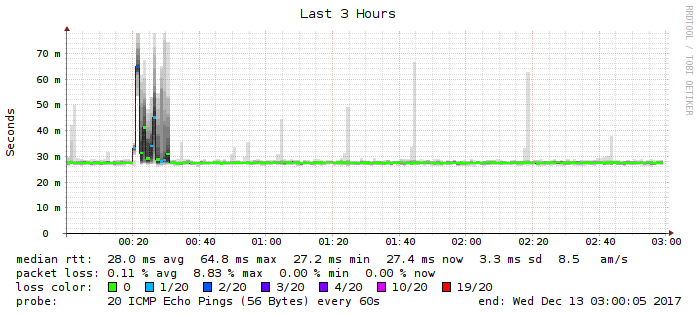 Last 3 Hours
RRDTOOL / TOBI OETIKER
Seconds
70 m
60 m
50 m
40 m
30 m
20 m
10 m
0
00:20 00:40 01:00 01:20 01:40 02:00 02:20 02:40 03:00
median rtt: 28.0 ms avg 64.8 ms max 27.2 ms min 27.4 ms now 3.3 ms sd 8.5 am/s
packet loss: 0.11 % avg 8.83 % max 0.00 % min 0.00 % now
loss color: 0 1/20 2/20 3/20 4/20 10/20 19/20
probe: 20 ICMP Echo Pings (56 Bytes) every 60s end: Wed Dec 13 03:00:05 2017